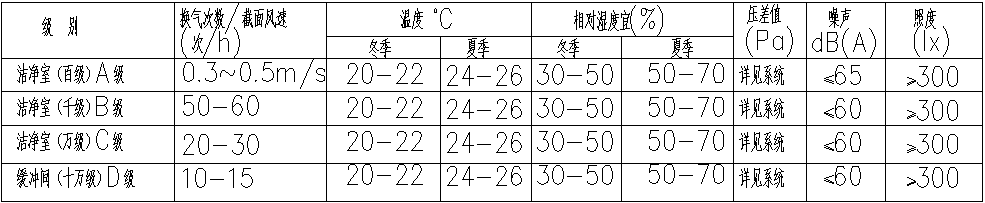 级 别 换气次数/截面风速(次/h) 温度 °C 相对湿度宜(%) 压差值(Pa) 噪声dB(A) 照度(lx)
冬季 夏季 冬季 夏季
洁净室(百级)A级 0.3~0.5m/s 20-22 24-26 30-50 50-70 详见系统 ≤65 ≥300
洁净室(千级)B级 50-60 20-22 24-26 30-50 50-70 详见系统 ≤60 ≥300
洁净室(万级)C级 20-30 20-22 24-26 30-50 50-70 详见系统 ≤60 ≥300
缓冲间(十万级)D级 10-15 20-22 24-26 30-50 50-70 详见系统 ≤60 ≥300